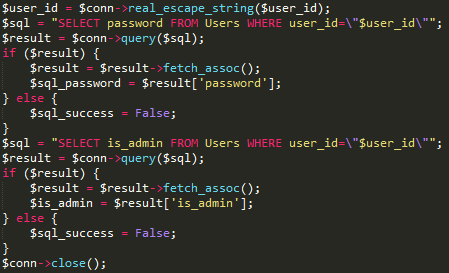 $user_id = $conn->real_escape_string($user_id);
$sql = "SELECT password FROM Users WHERE user_id=\"$user_id\"";
$result = $conn->query($sql);
if ($result) {
    $result = $result->fetch_assoc();
    $sql_password = $result['password'];
} else {
    $sql_success = False;
}
$sql = "SELECT is_admin FROM Users WHERE user_id=\"$user_id\"";
$result = $conn->query($sql);
if ($result) {
    $result = $result->fetch_assoc();
    $is_admin = $result['is_admin'];
} else {
    $sql_success = False;
}
$conn->close();